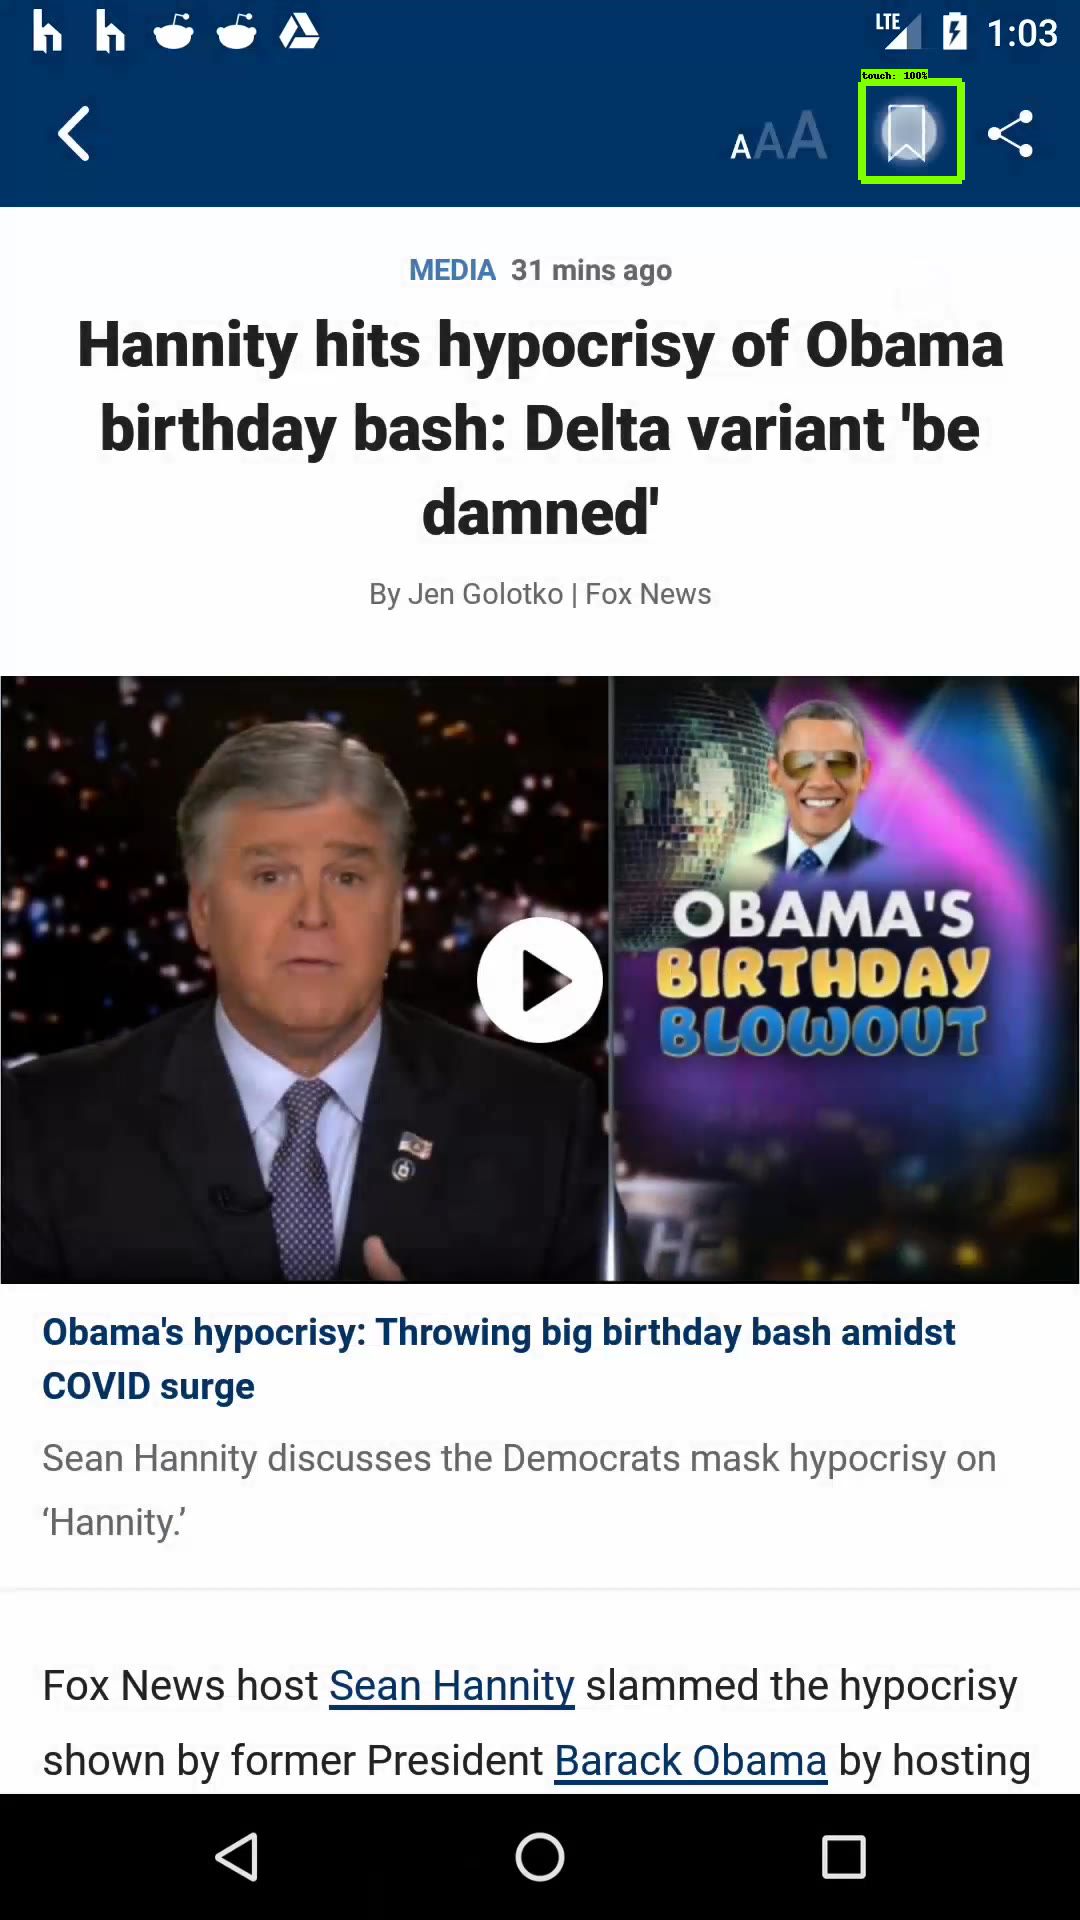 LTE 1:03
touch: 100%
AAA
MEDIA 31 mins ago
Hannity hits hypocrisy of Obama
birthday bash: Delta variant 'be
damned'
By Jen Golotko | Fox News
OBAMA'S
BIRTHDAY
BLOWOUT
Obama's hypocrisy: Throwing big birthday bash amidst
COVID surge
Sean Hannity discusses the Democrats mask hypocrisy on
‘Hannity.’
Fox News host Sean Hannity slammed the hypocrisy
shown by former President Barack Obama by hosting